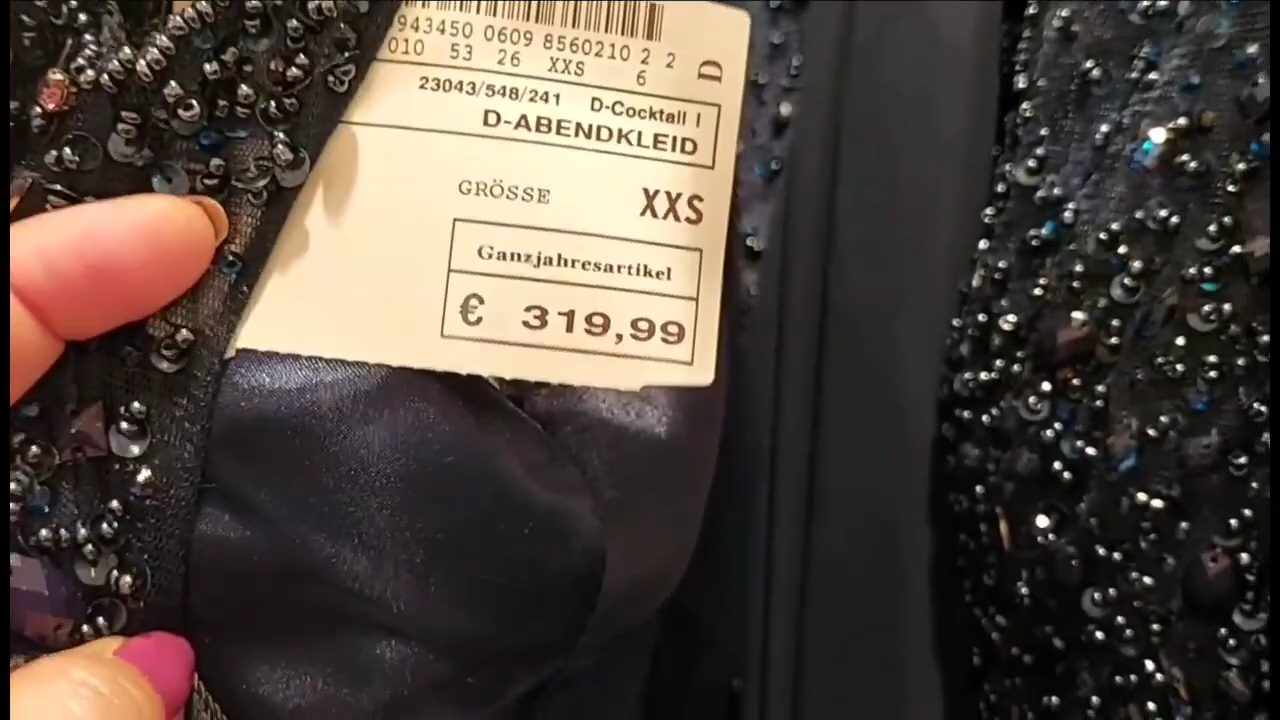 943450 0609 8560210 2 2
010 53 26 XXS 6
D
23043/548/241 D-Cocktall I
D-ABENDKLEID
GRÖSSE XXS
Ganzjahresartikel
€ 319,99